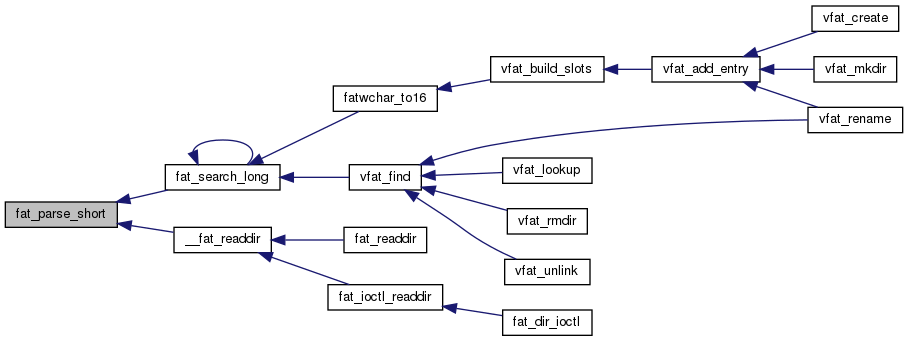 vfat_create
vfat_build_slots
vfat_add_entry
vfat_mkdir
fatwchar_to16
vfat_rename
fat_search_long
vfat_find
vfat_lookup
fat_parse_short
vfat_rmdir
__fat_readdir
fat_readdir
vfat_unlink
fat_ioctl_readdir
fat_dir_ioctl